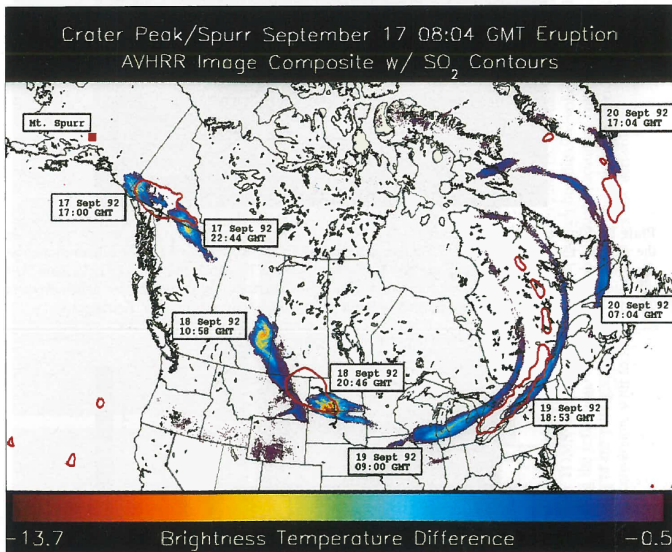 Crater Peak/Spurr September 17 08:04 GMT Eruption
AVHRR Image Composite w/ SO₂ Contours
Mt. Spurr
20 Sept 92
17:04 GMT
17 Sept 92
17:00 GMT
17 Sept 92
22:44 GMT
18 Sept 92
10:58 GMT
18 Sept 92
20:46 GMT
20 Sept 92
07:04 GMT
19 Sept 92
18:53 GMT
19 Sept 92
09:00 GMT
-13.7 Brightness Temperature Difference -0.5